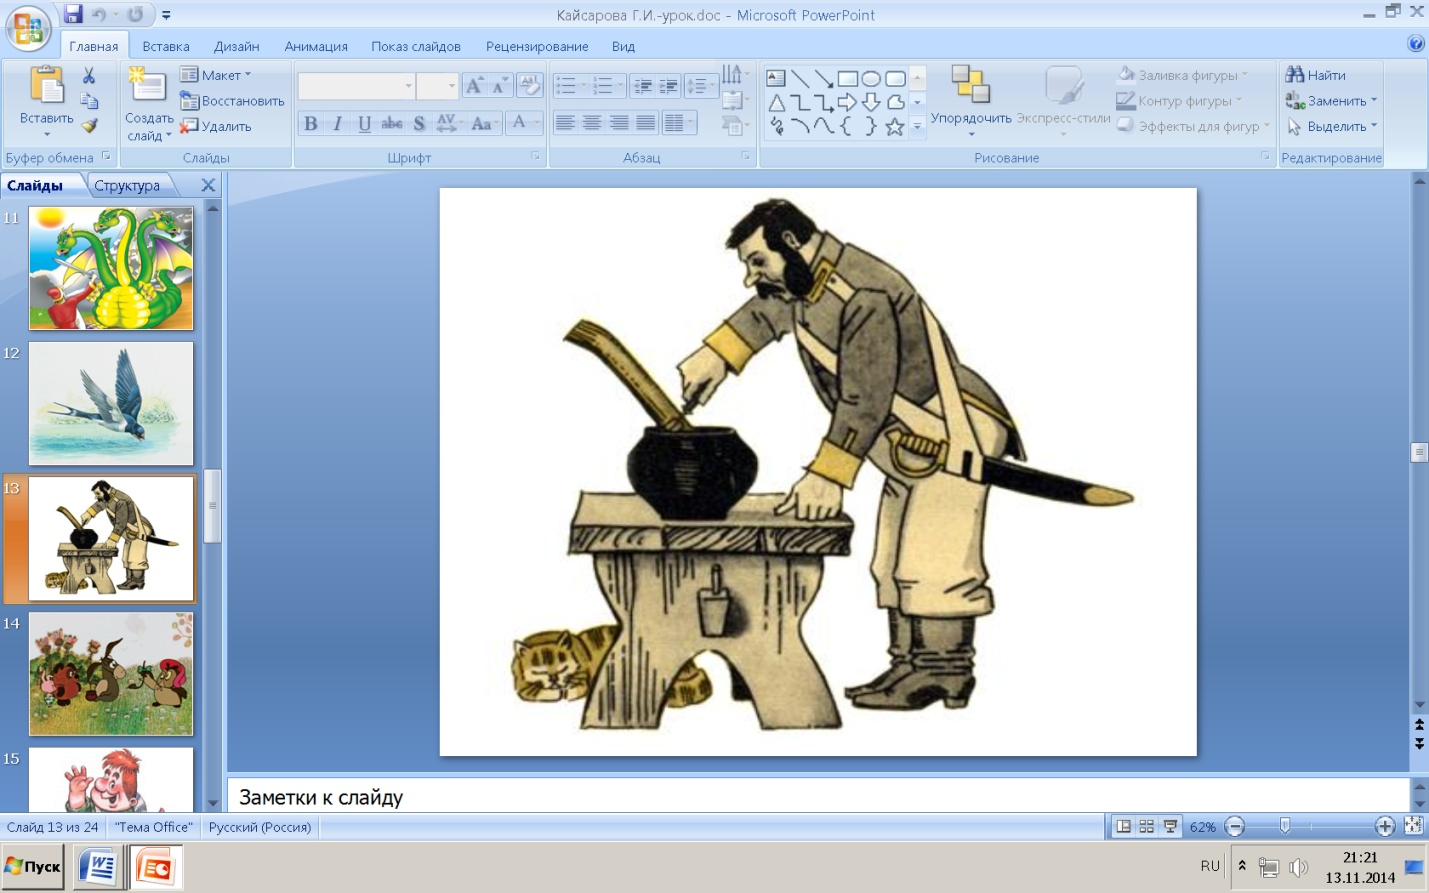 Кайсарова Г.И.-урок.doc - Microsoft PowerPoint
Главная Вставка Дизайн Анимация Показ слайдов Рецензирование Вид
Вставить
Буфер обмена
Создать слайд
Макет
Восстановить
Удалить
Слайды
Ж К Ч
Шрифт
Абзац
Упорядочить
Экспресс-стили
Заливка фигуры
Контур фигуры
Эффекты для фигур
Рисование
Найти
Заменить
Выделить
Редактирование
Слайды Структура
11
12
13
14
15
Заметки к слайду
Слайд 13 из 24 "Тема Office" Русский (Россия) 62%
Пуск RU 21:21
13.11.2014